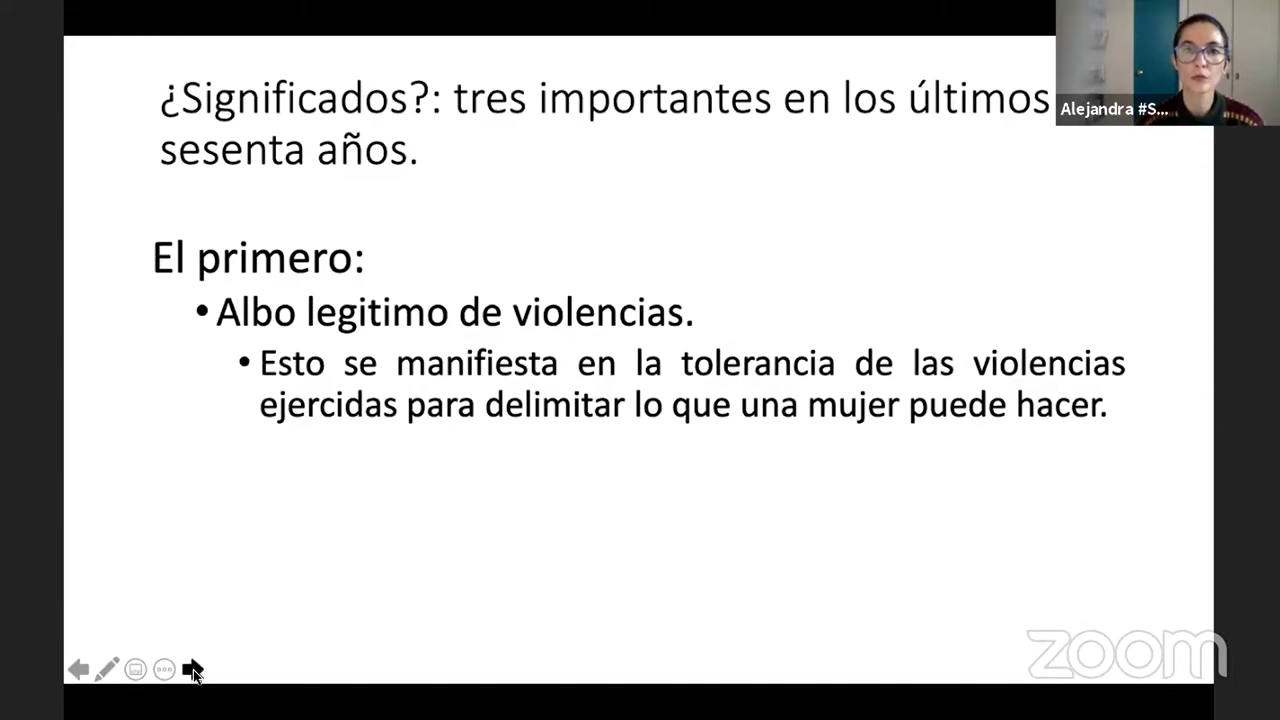 ¿Significados?: tres importantes en los últimos
sesenta años.
Alejandra #S...
El primero:
•Albo legitimo de violencias.
•Esto se manifiesta en la tolerancia de las violencias
ejercidas para delimitar lo que una mujer puede hacer.
zoom